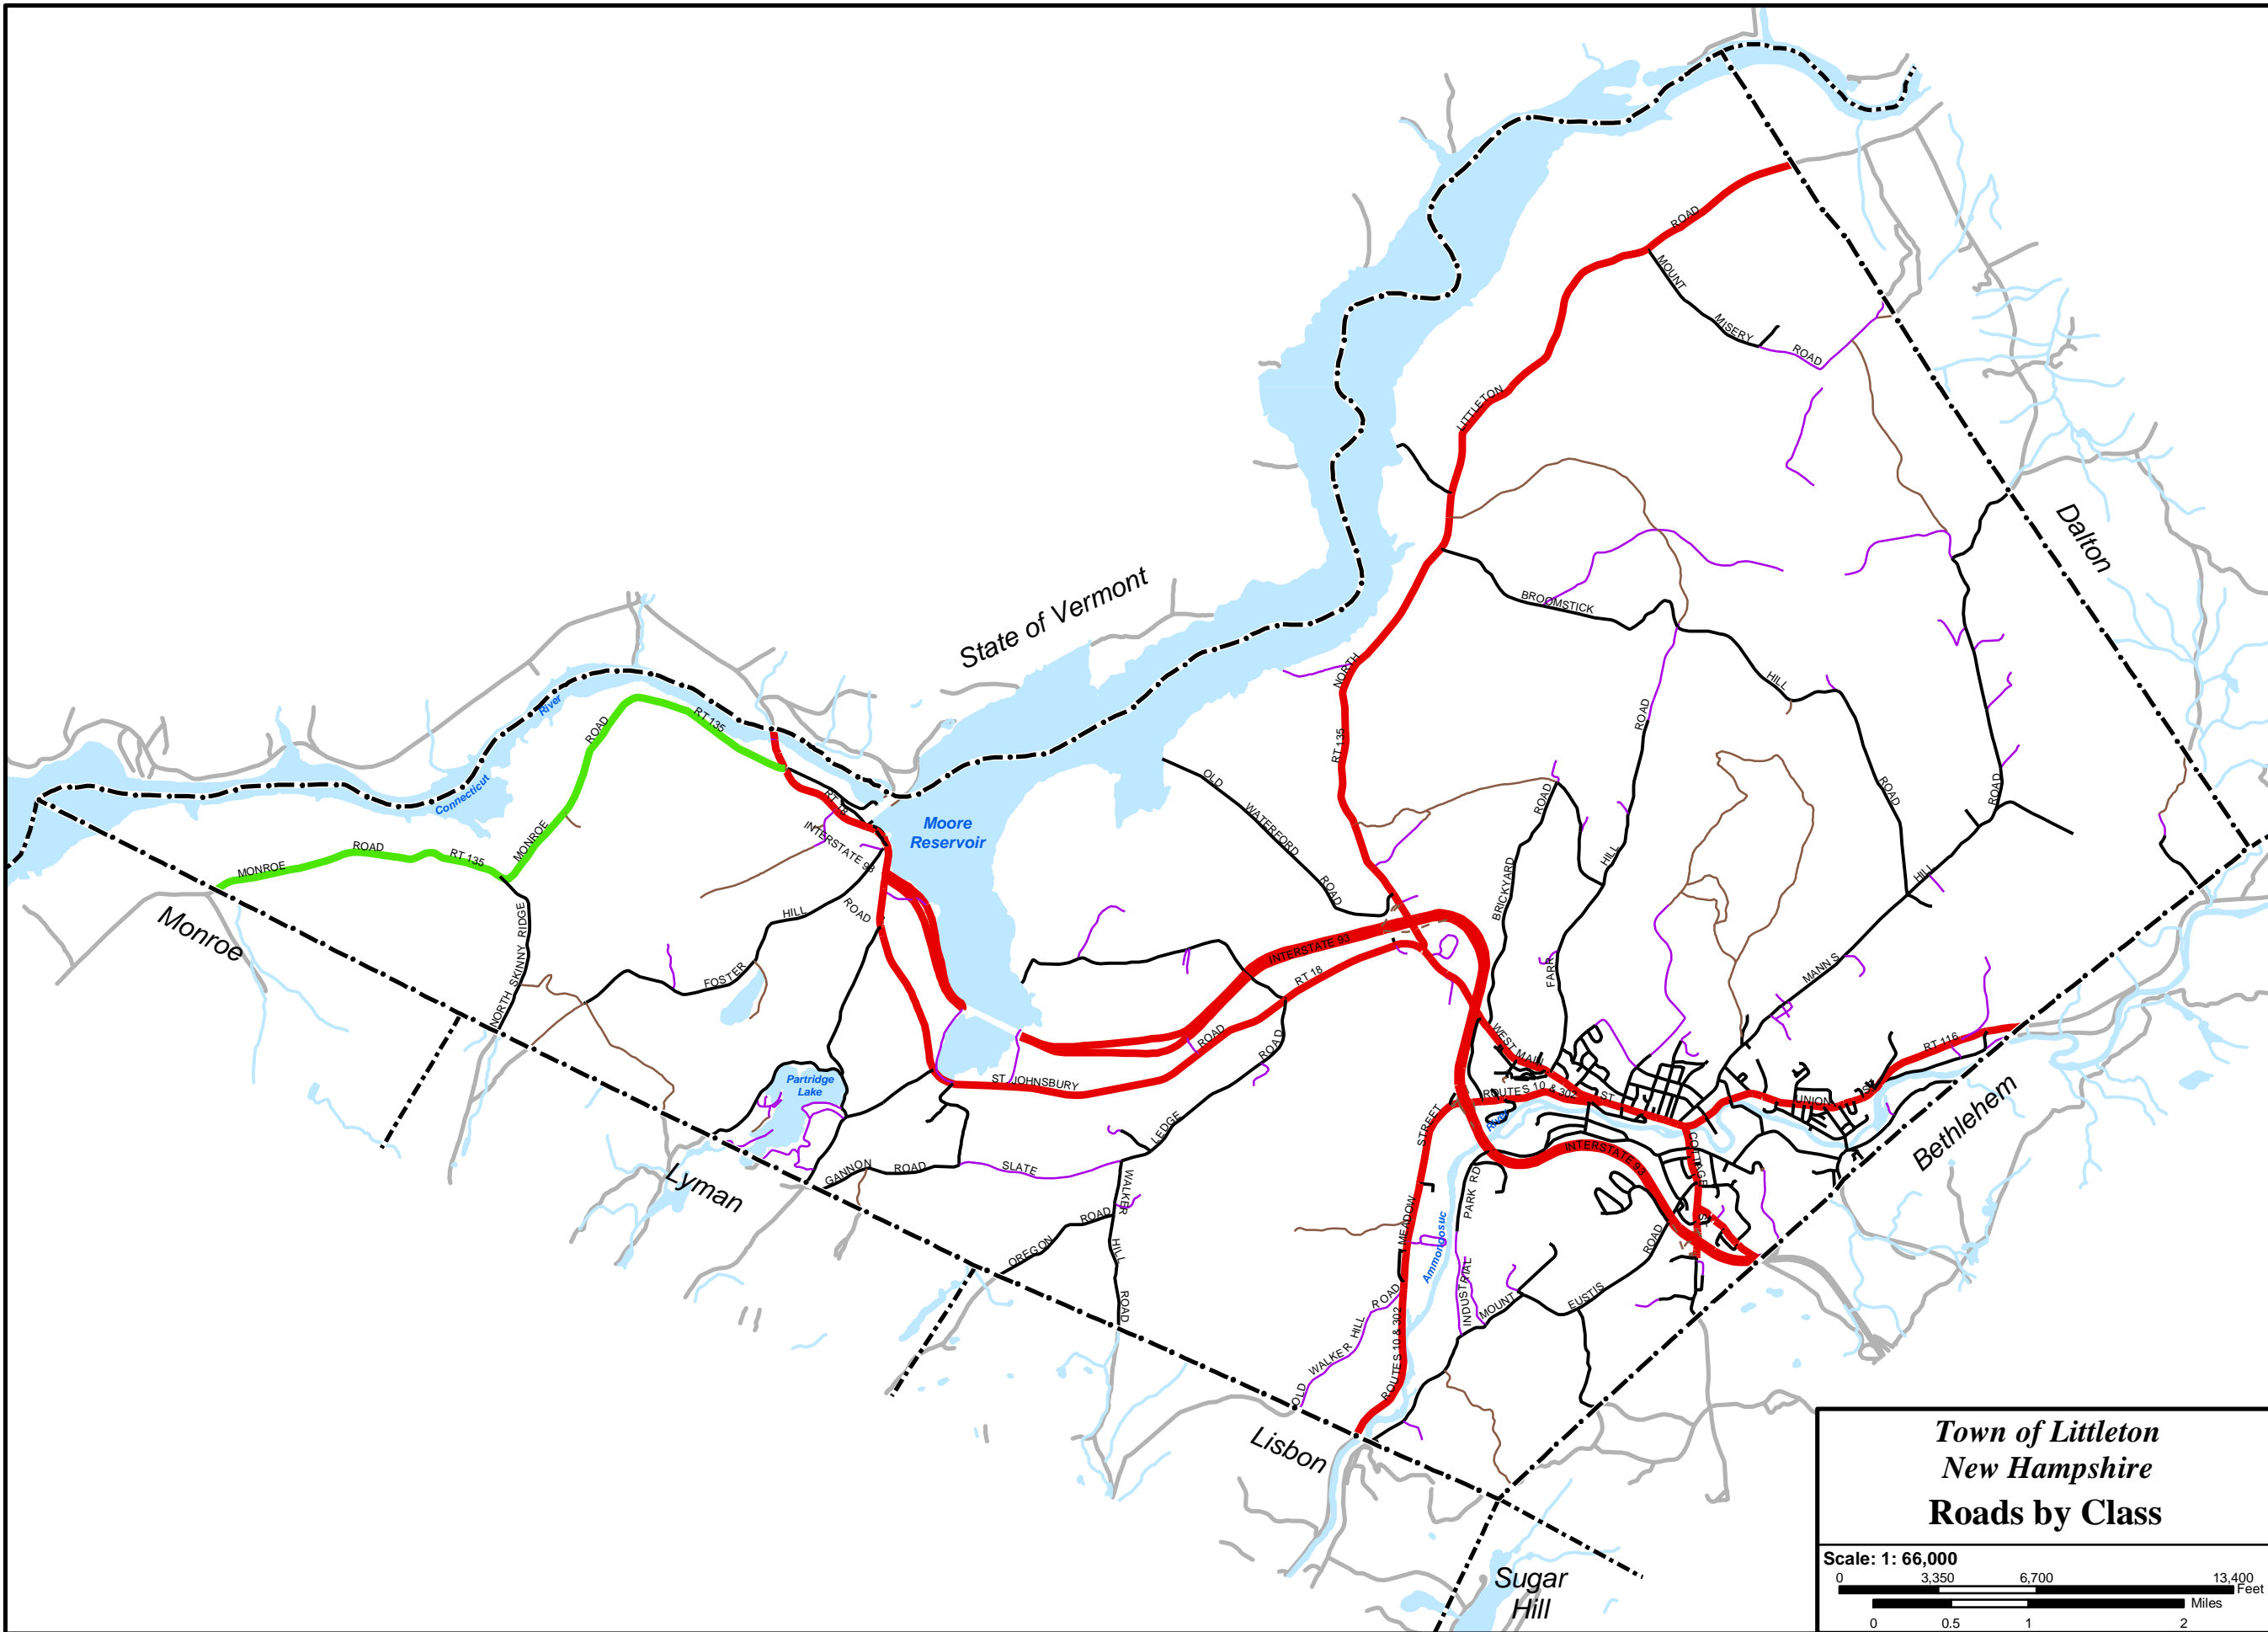 ROAD
MOUNT
MISERY
ROAD
LITTLETON
Dalton
State of Vermont
BROOMSTICK
HILL
ROAD
NORTH
RT 135
ROAD
ROAD
River
ROAD
RT 135
Connecticut
MONROE
RT 18
INTERSTATE 93
Moore
Reservoir
OLD
WATERFORD
ROAD
ROAD
HILL
BRICKYARD
ROAD
HILL
MONROE
ROAD
RT 135
Monroe
NORTH SKINNY RIDGE
HILL
ROAD
FOSTER
INTERSTATE 93
RT 18
ROAD
ROAD
FARR
MANN S
WEST MAIN
ROUTES 10 & 302
ST
RT 116
UNION
ST
Partridge
Lake
ST JOHNSBURY
LEDGE
STREET
River
INTERSTATE 93
COTTAGE
ST
Bethlehem
Lyman
GANNON
ROAD
SLATE
WALKER
HILL
ROAD
OREGON
ROAD
MEADOW
PARK RD
INDUSTRIAL
Ammonoosuc
ROAD
MOUNT
EUSTIS
OLD
WALKER
HILL
ROAD
ROUTES 10 & 302
Lisbon
Sugar
Hill
Town of Littleton
New Hampshire
Roads by Class
Scale: 1: 66,000
0 3,350 6,700 13,400
Feet
Miles
0 0.5 1 2